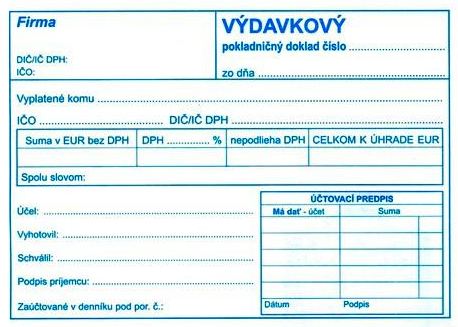 Firma
DIČ/IČ DPH:
IČO:
VÝDAVKOVÝ
pokladničný doklad číslo
zo dňa
Vyplatené komu
IČO DIČ/IČ DPH
Suma v EUR bez DPH DPH % nepodlieha DPH CELKOM K ÚHRADE EUR
Spolu slovom:
Účel:
Vyhotovil:
Schválil:
Podpis príjemcu:
Zaúčtované v denníku pod por. č.:
ÚČTOVACÍ PREDPIS
Má dať - účet Suma
Dátum Podpis